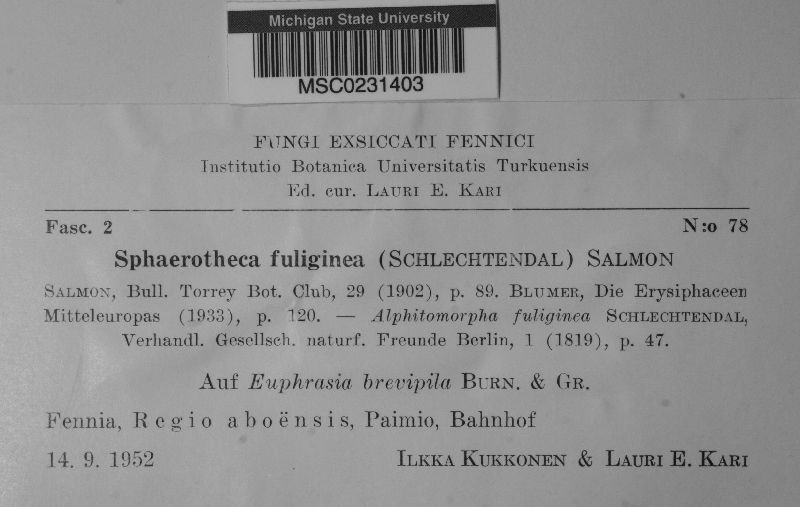 Michigan State University
MSC0231403
FUNGI EXSICCATI FENNICI
Institutio Botanica Universitatis Turkuensis
Ed. cur. LAURI E. KARI
Fasc. 2 N:o 78
Sphaerotheca fuliginea (SCHLECHTENDAL) SALMON
SALMON, Bull. Torrey Bot. Club, 29 (1902), p. 89. BLUMER, Die Erysiphaceen
Mitteleuropas (1933), p. 120. — Alphitomorpha fuliginea SCHLECHTENDAL,
Verhandl. Gesellsch. naturf. Freunde Berlin, 1 (1819), p. 47.
Auf Euphrasia brevipila BURN. & GR.
Fennia, Regio aboënsis, Paimio, Bahnhof
14. 9. 1952 ILKKA KUKKONEN & LAURI E. KARI